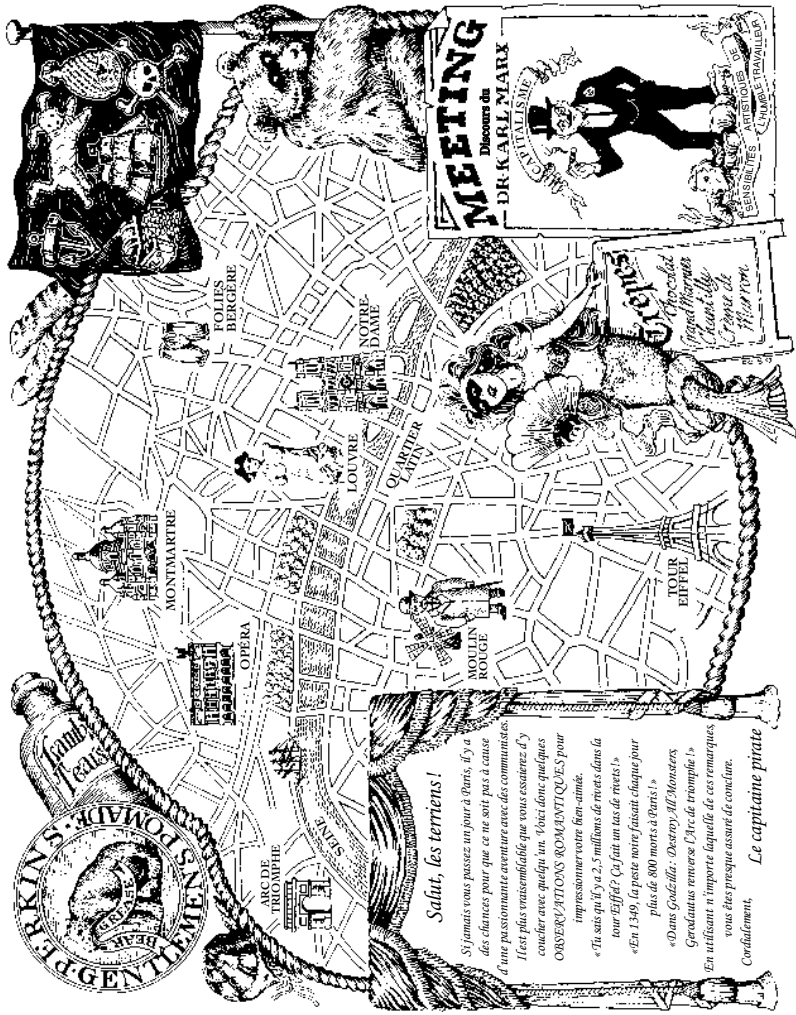 PERKINS · GENTLEMENS POMADE ·
BEAR GREASE
ARC DE
TRIOMPHE
SEINE
OPÉRA
MONTMARTRE
LOUVRE
FOLIES
BERGÈRE
NOTRE-
DAME
QUARTIER
LATIN
MOULIN
ROUGE
TOUR
EIFFEL
Salut, les terriens !
Si jamais vous passez un jour à Paris, il y a
des chances pour que ce ne soit pas à cause
d'une passionnante aventure avec des communistes.
Il est plus vraisemblable que vous essaierez d'y
coucher avec quelqu'un. Voici donc quelques
OBSERVATIONS ROMANTIQUES pour
impressionner votre bien-aimée.
«Tu sais qu'il y a 2,5 millions de rivets dans la
tour Eiffel ? Ça fait un tas de rivets !»
«En 1349, la peste noire faisait chaque jour
plus de 800 morts à Paris !»
«Dans Godzilla : Destroy All Monsters,
Gerodautus renverse l'Arc de triomphe !»
En utilisant n'importe laquelle de ces remarques,
vous êtes presque assuré de conclure.
Cordialement,
Le capitaine pirate
Crêpes
Chocolat
Grand Marnier
Chantilly
Crème de
Marron
MEETING
Discours du
DR KARL MARX
CAPITALISME
SENSIBILITÉS ARTISTIQUES DE
L'HUMBLE TRAVAILLEUR